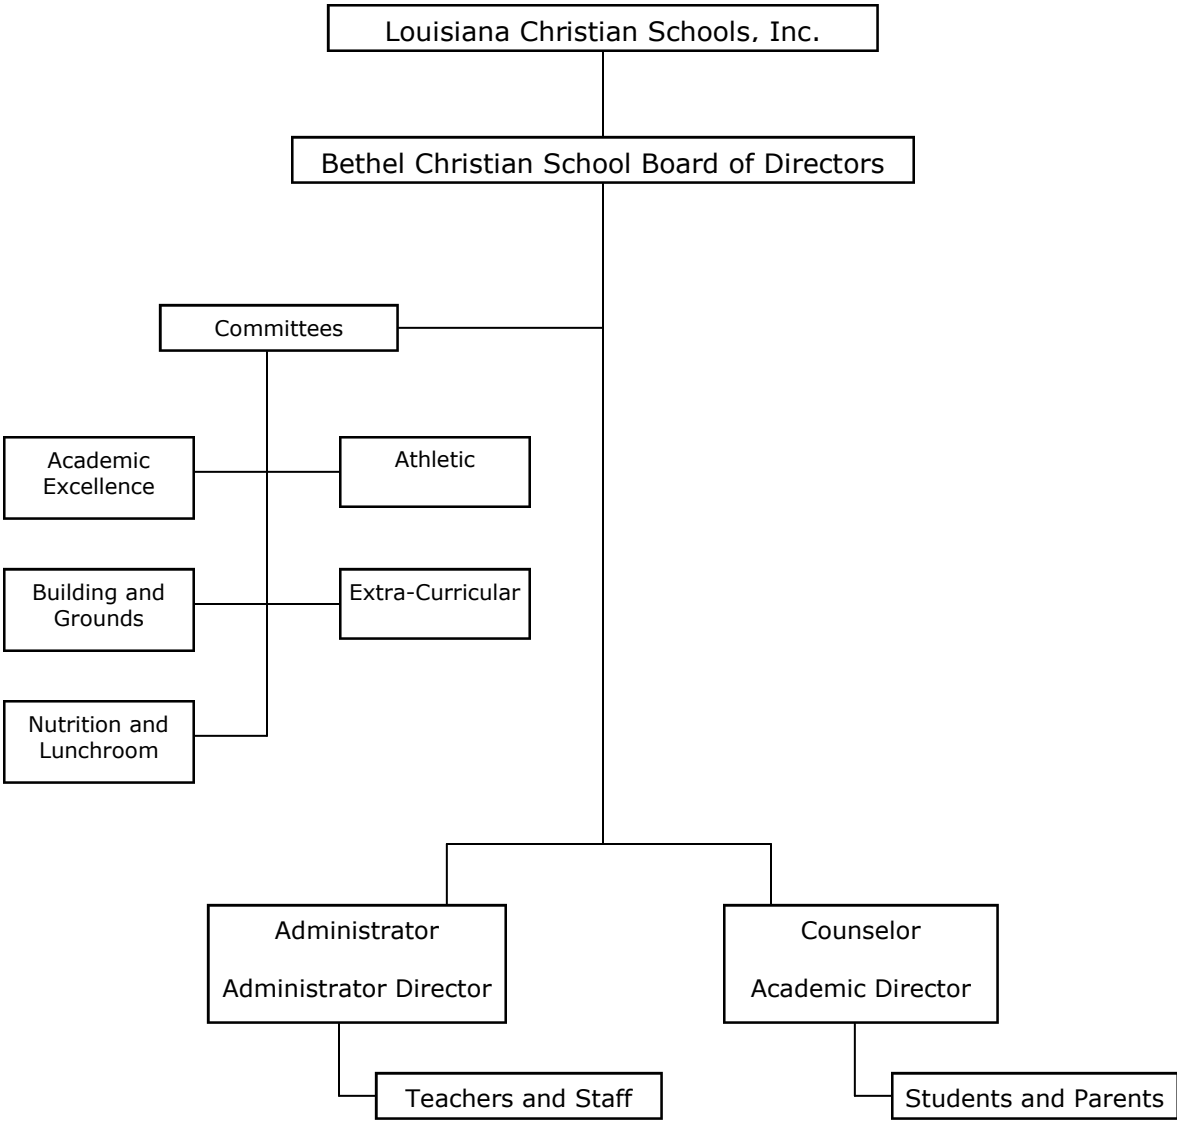 Louisiana Christian Schools, Inc.
Bethel Christian School Board of Directors
Committees
Academic
Excellence
Athletic
Building and
Grounds
Extra-Curricular
Nutrition and
Lunchroom
Administrator
Administrator Director
Counselor
Academic Director
Teachers and Staff
Students and Parents